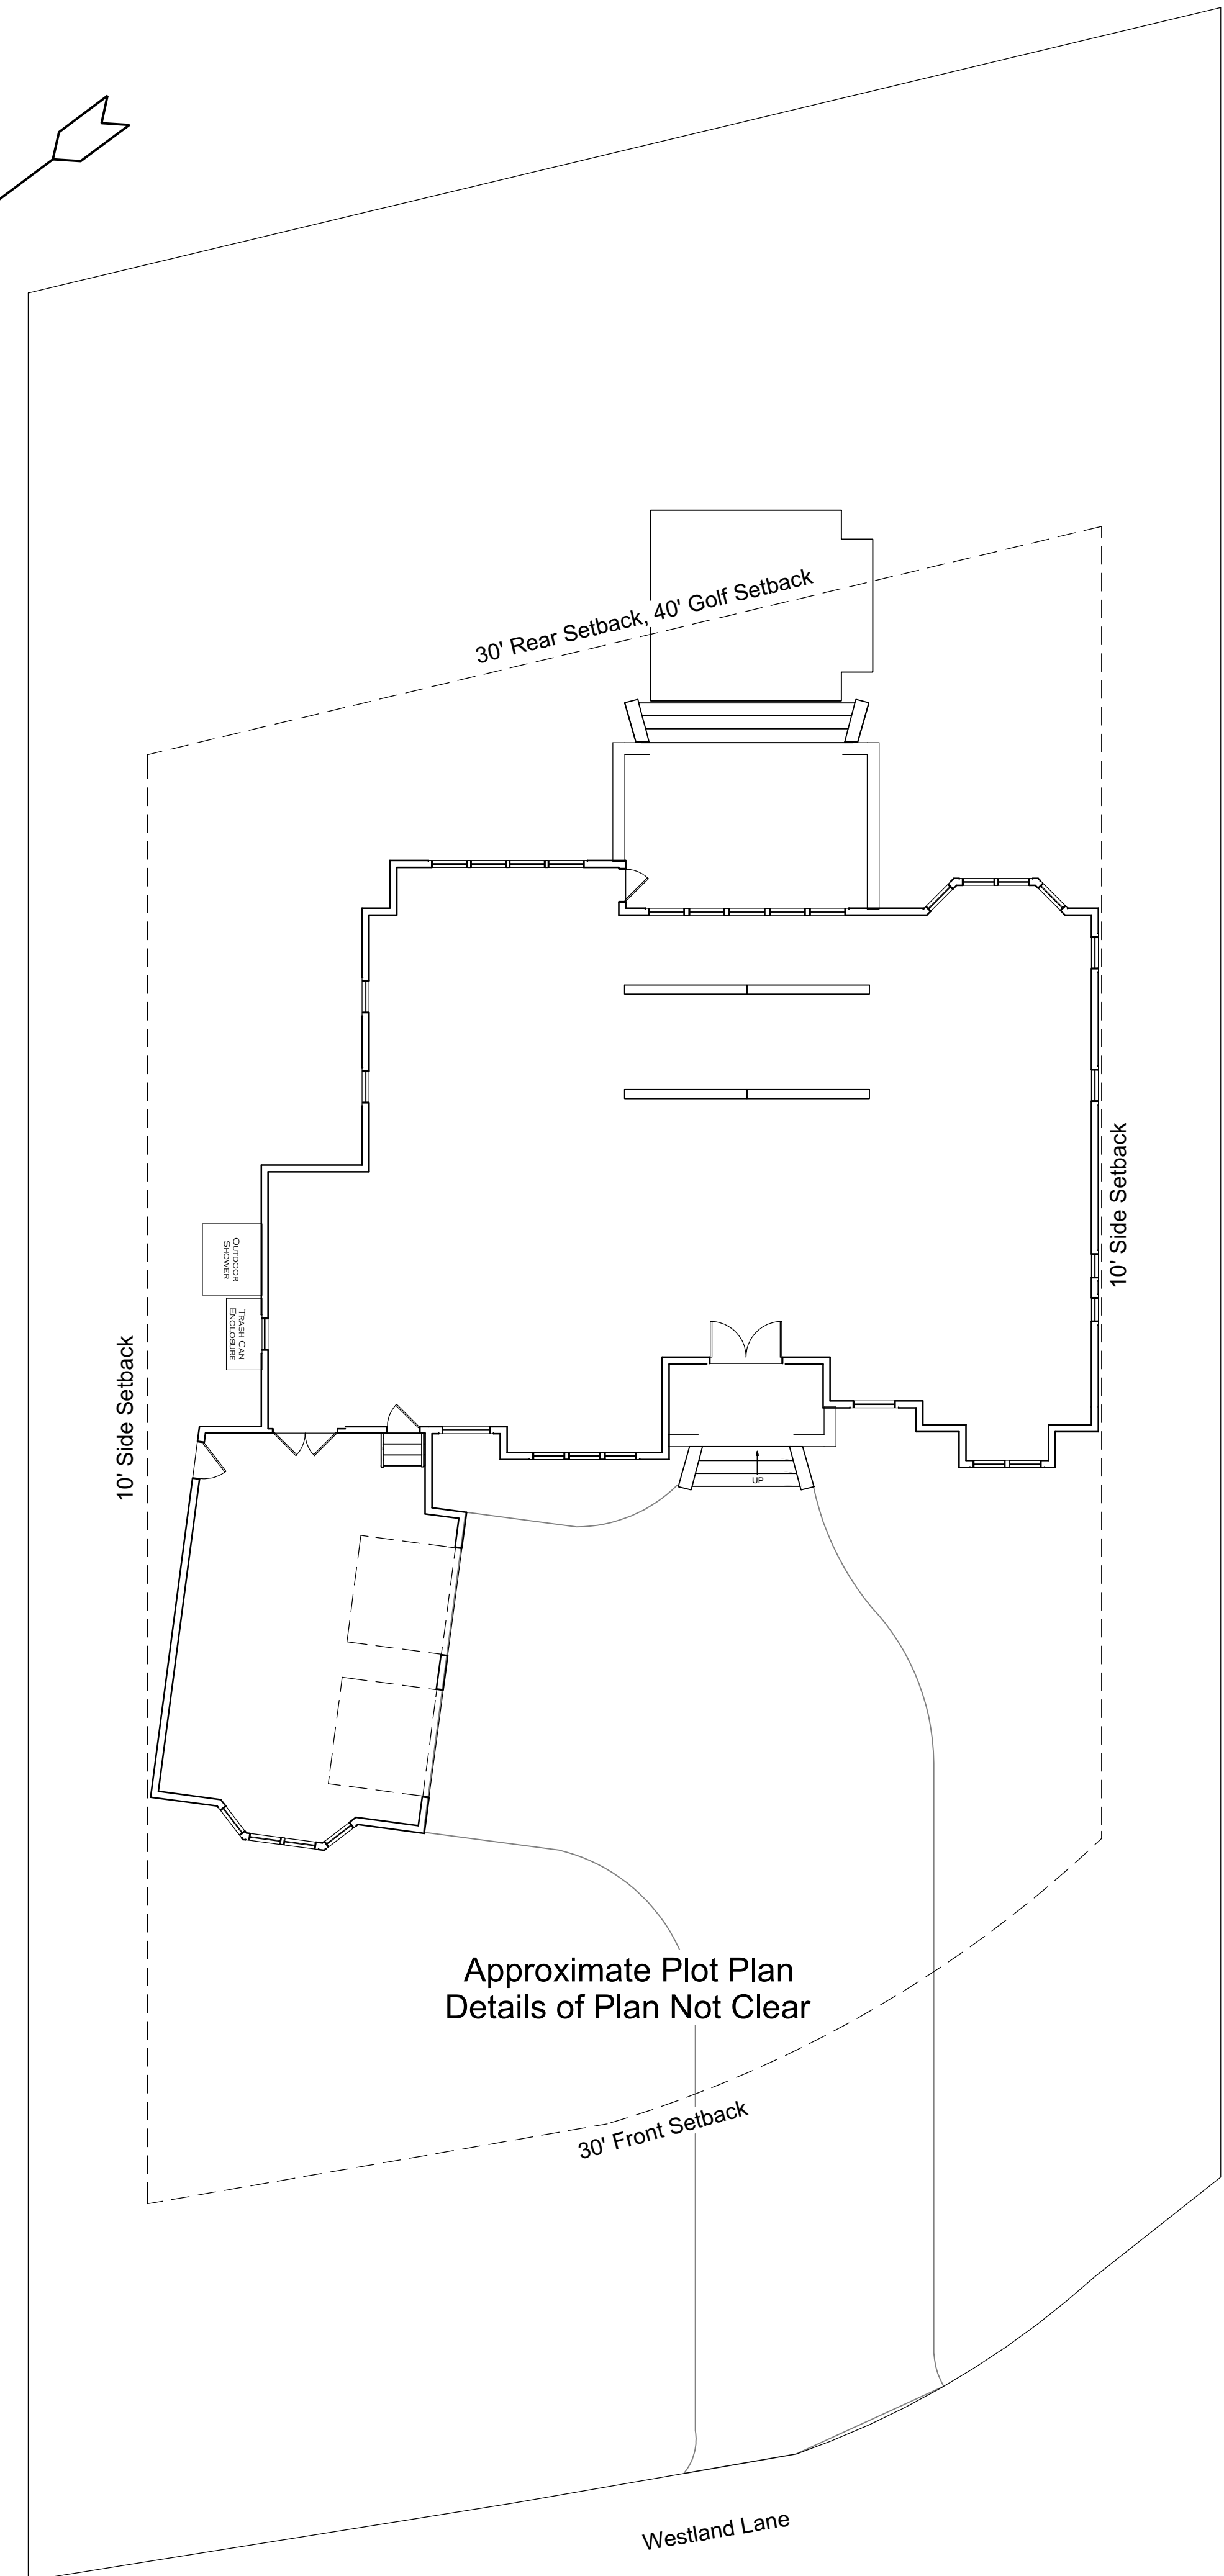 30' Rear Setback, 40' Golf Setback
10' Side Setback
OUTDOOR
SHOWER
TRASH CAN
ENCLOSURE
10' Side Setback
UP
Approximate Plot Plan
Details of Plan Not Clear
30' Front Setback
Westland Lane